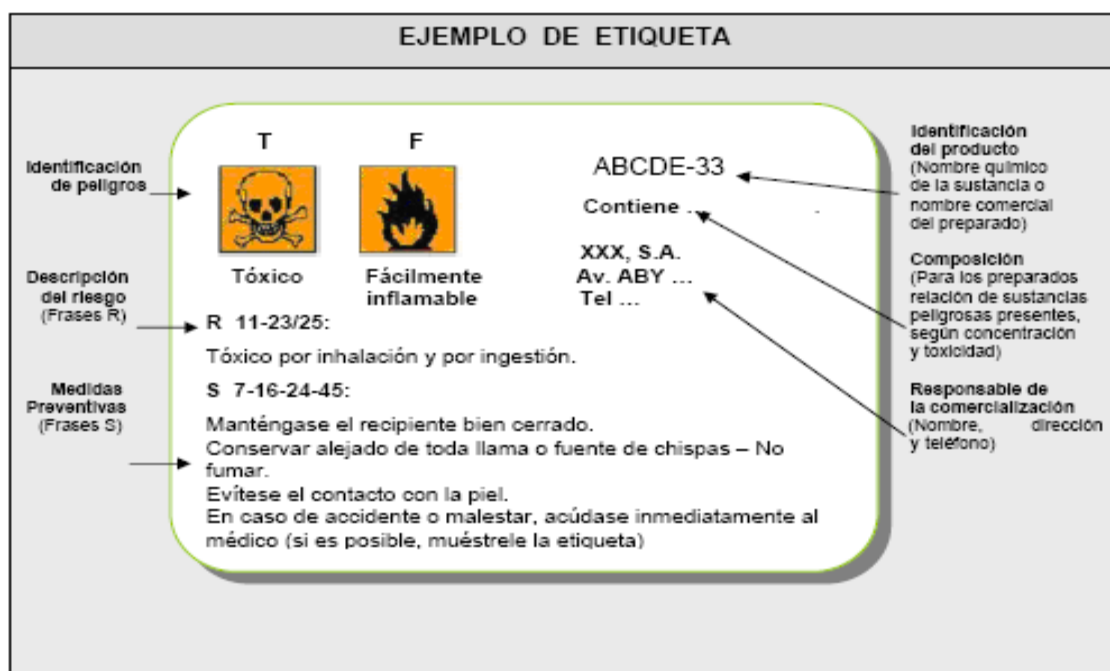 EJEMPLO DE ETIQUETA
Identificación
de peligros
Descripción
del riesgo
(Frases R)
Medidas
Preventivas
(Frases S)
T
F
Tóxico
Fácilmente
inflamable
ABCDE-33
Contiene ..
XXX, S.A.
Av. ABY ...
Tel ...
R 11-23/25:
Tóxico por inhalación y por ingestión.
S 7-16-24-45:
Manténgase el recipiente bien cerrado.
Conservar alejado de toda llama o fuente de chispas – No
fumar.
Evítese el contacto con la piel.
En caso de accidente o malestar, acúdase inmediatamente al
médico (si es posible, muéstrele la etiqueta)
Identificación
del producto
(Nombre químico
de la sustancia o
nombre comercial
del preparado)
Composición
(Para los preparados
relación de sustancias
peligrosas presentes,
según concentración
y toxicidad)
Responsable de
la comercialización
(Nombre, dirección
y teléfono)